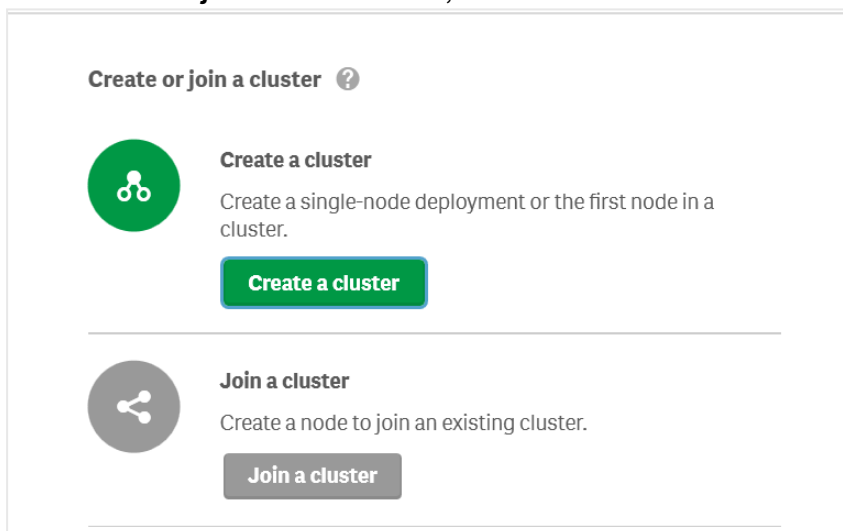 Create or join a cluster ?
Create a cluster
Create a single-node deployment or the first node in a
cluster.
Create a cluster
Join a cluster
Create a node to join an existing cluster.
Join a cluster